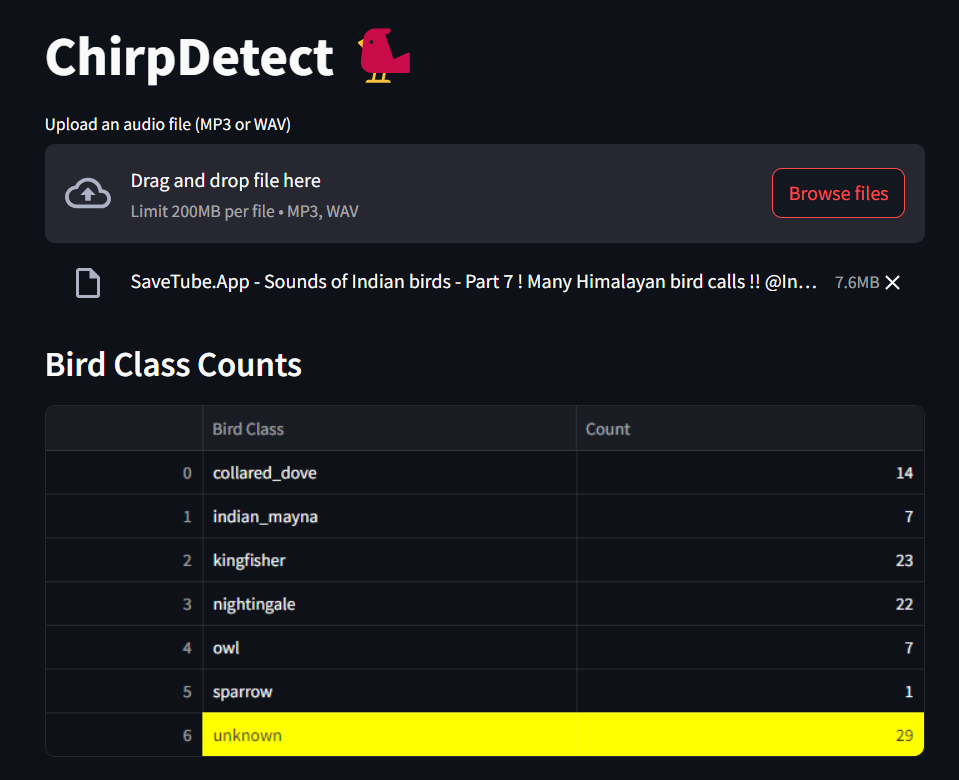 ChirpDetect
Upload an audio file (MP3 or WAV)
Drag and drop file here
Limit 200MB per file • MP3, WAV
Browse files
SaveTube.App - Sounds of Indian birds - Part 7 ! Many Himalayan bird calls !! @In… 7.6MB
Bird Class Counts
Bird Class Count
0 collared_dove 14
1 indian_mayna 7
2 kingfisher 23
3 nightingale 22
4 owl 7
5 sparrow 1
6 unknown 29